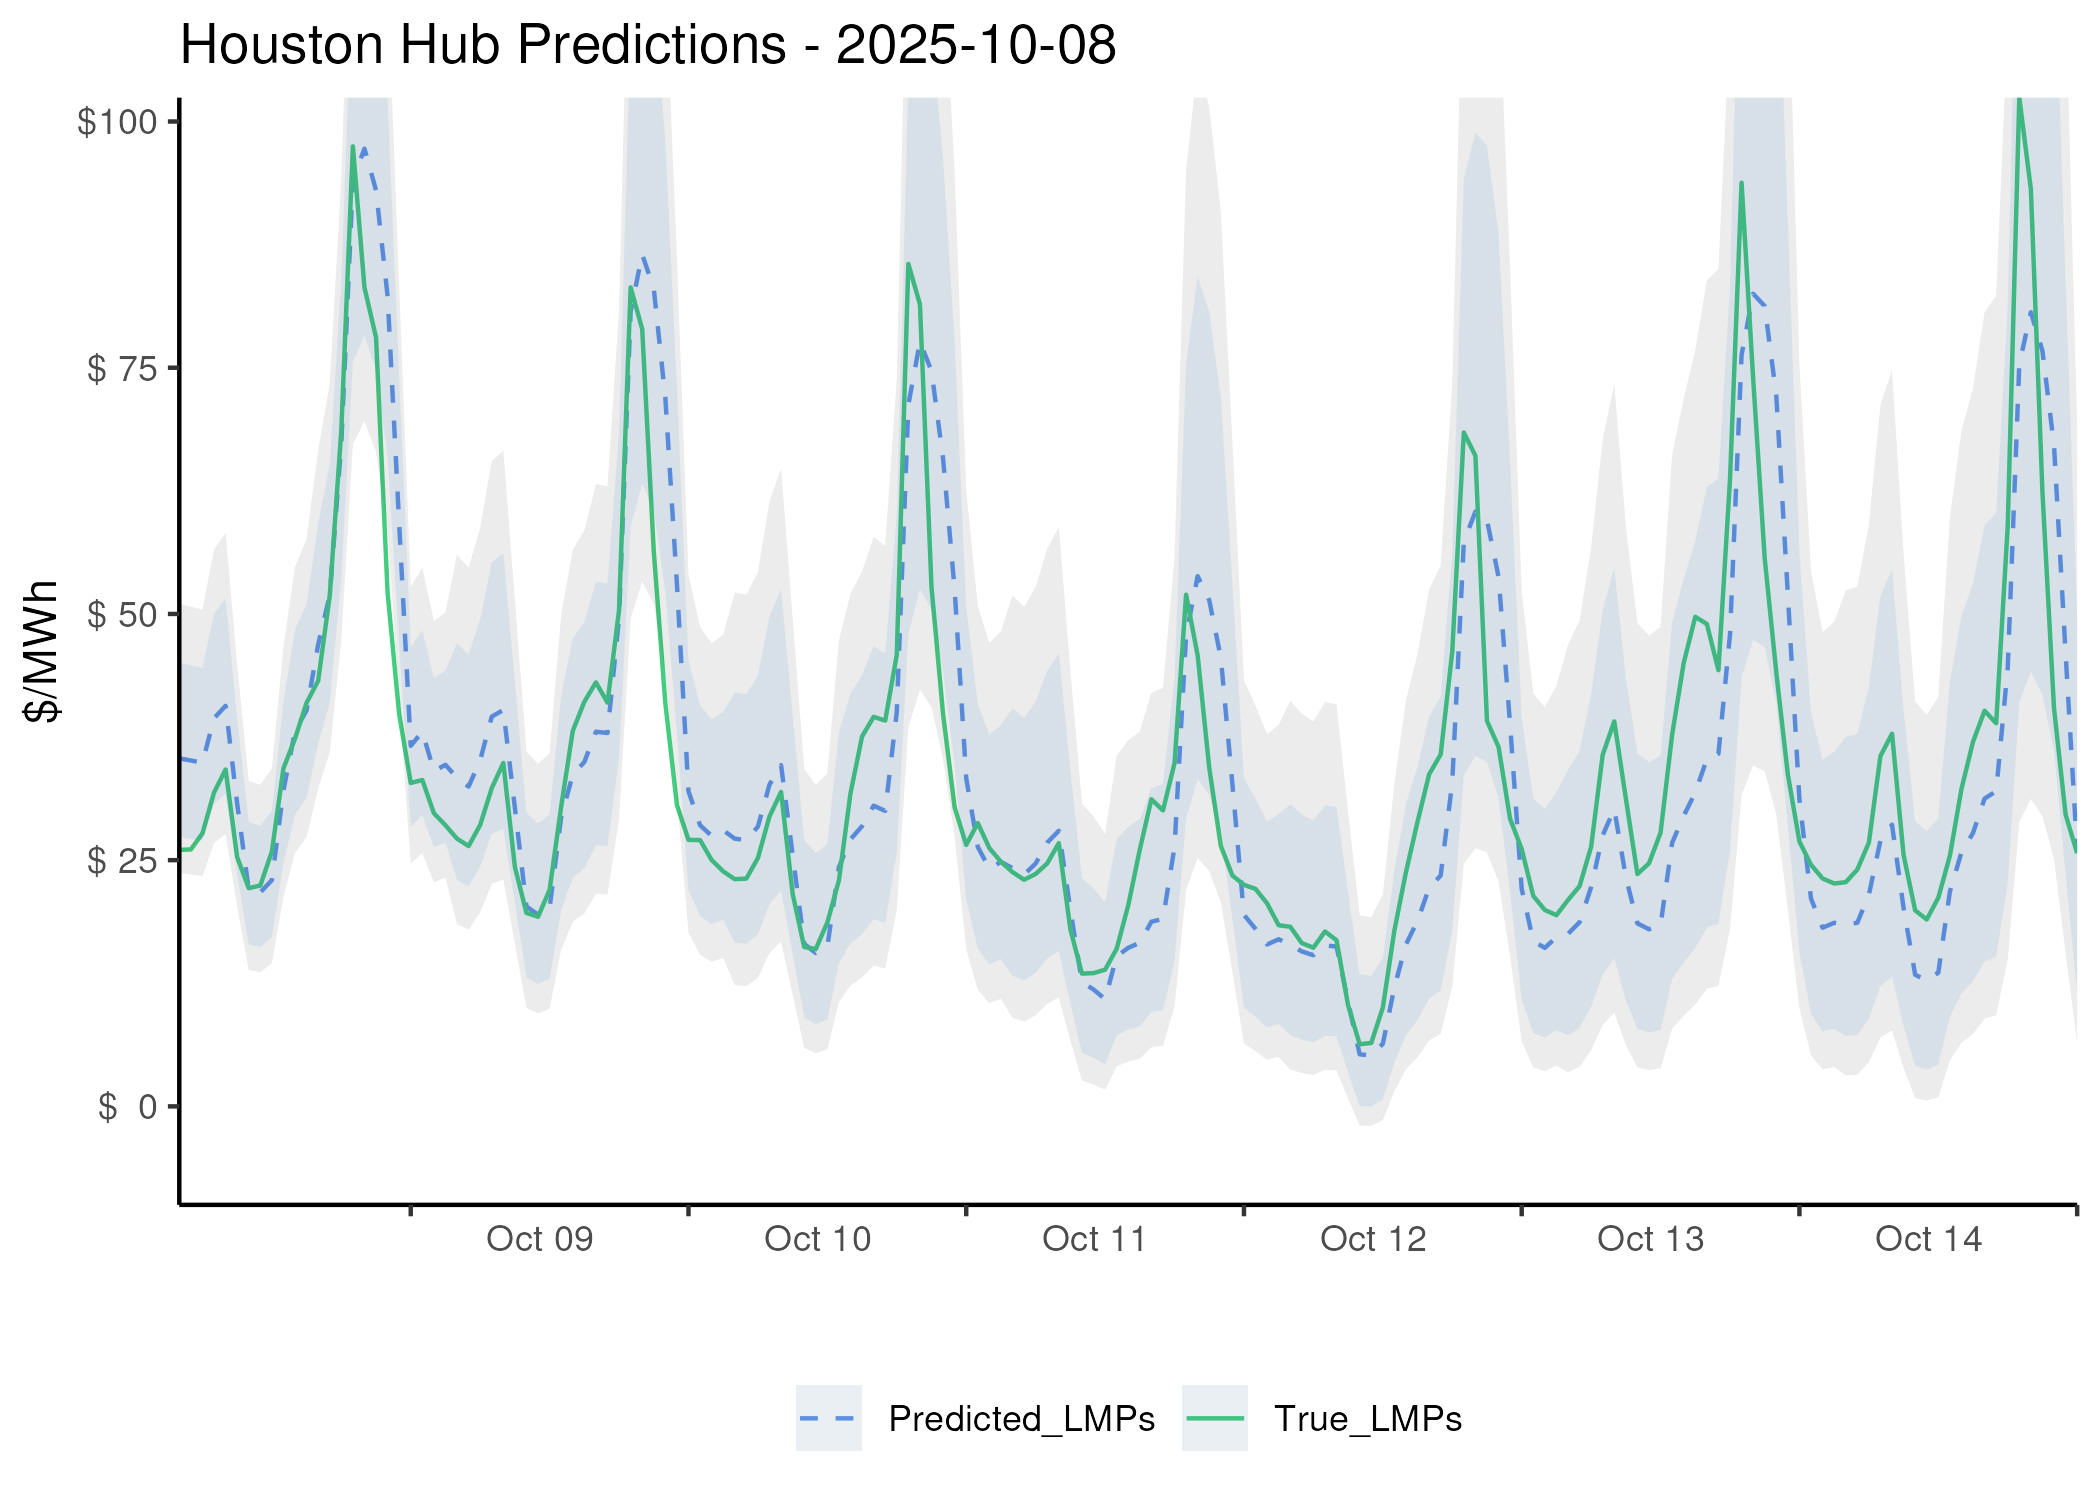 Houston Hub Predictions - 2025-10-08
$100
$ 75
$ 50
$ 25
$ 0
$/MWh
Oct 09
Oct 10
Oct 11
Oct 12
Oct 13
Oct 14
Predicted_LMPs
True_LMPs